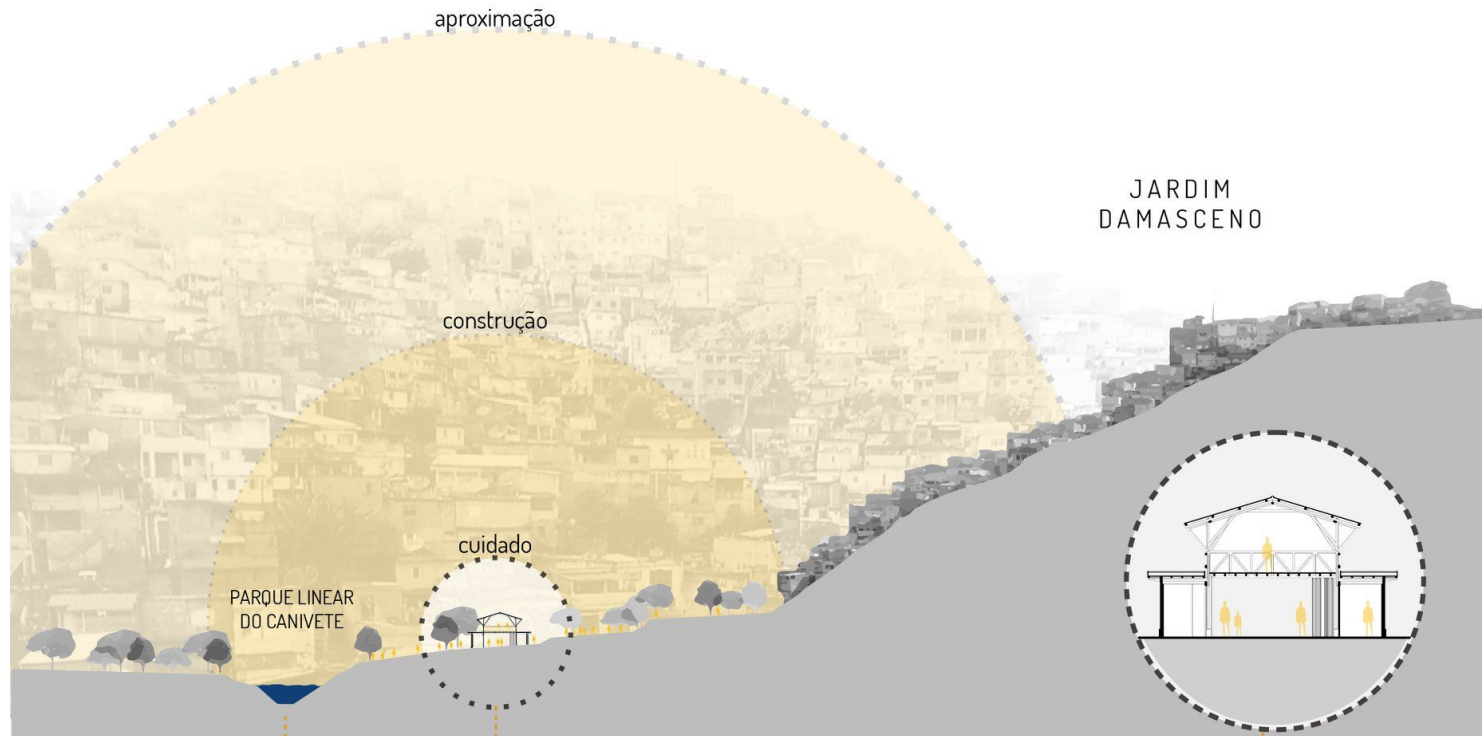 aproximação
JARDIM
DAMASCENO
construção
cuidado
PARQUE LINEAR
DO CANIVETE